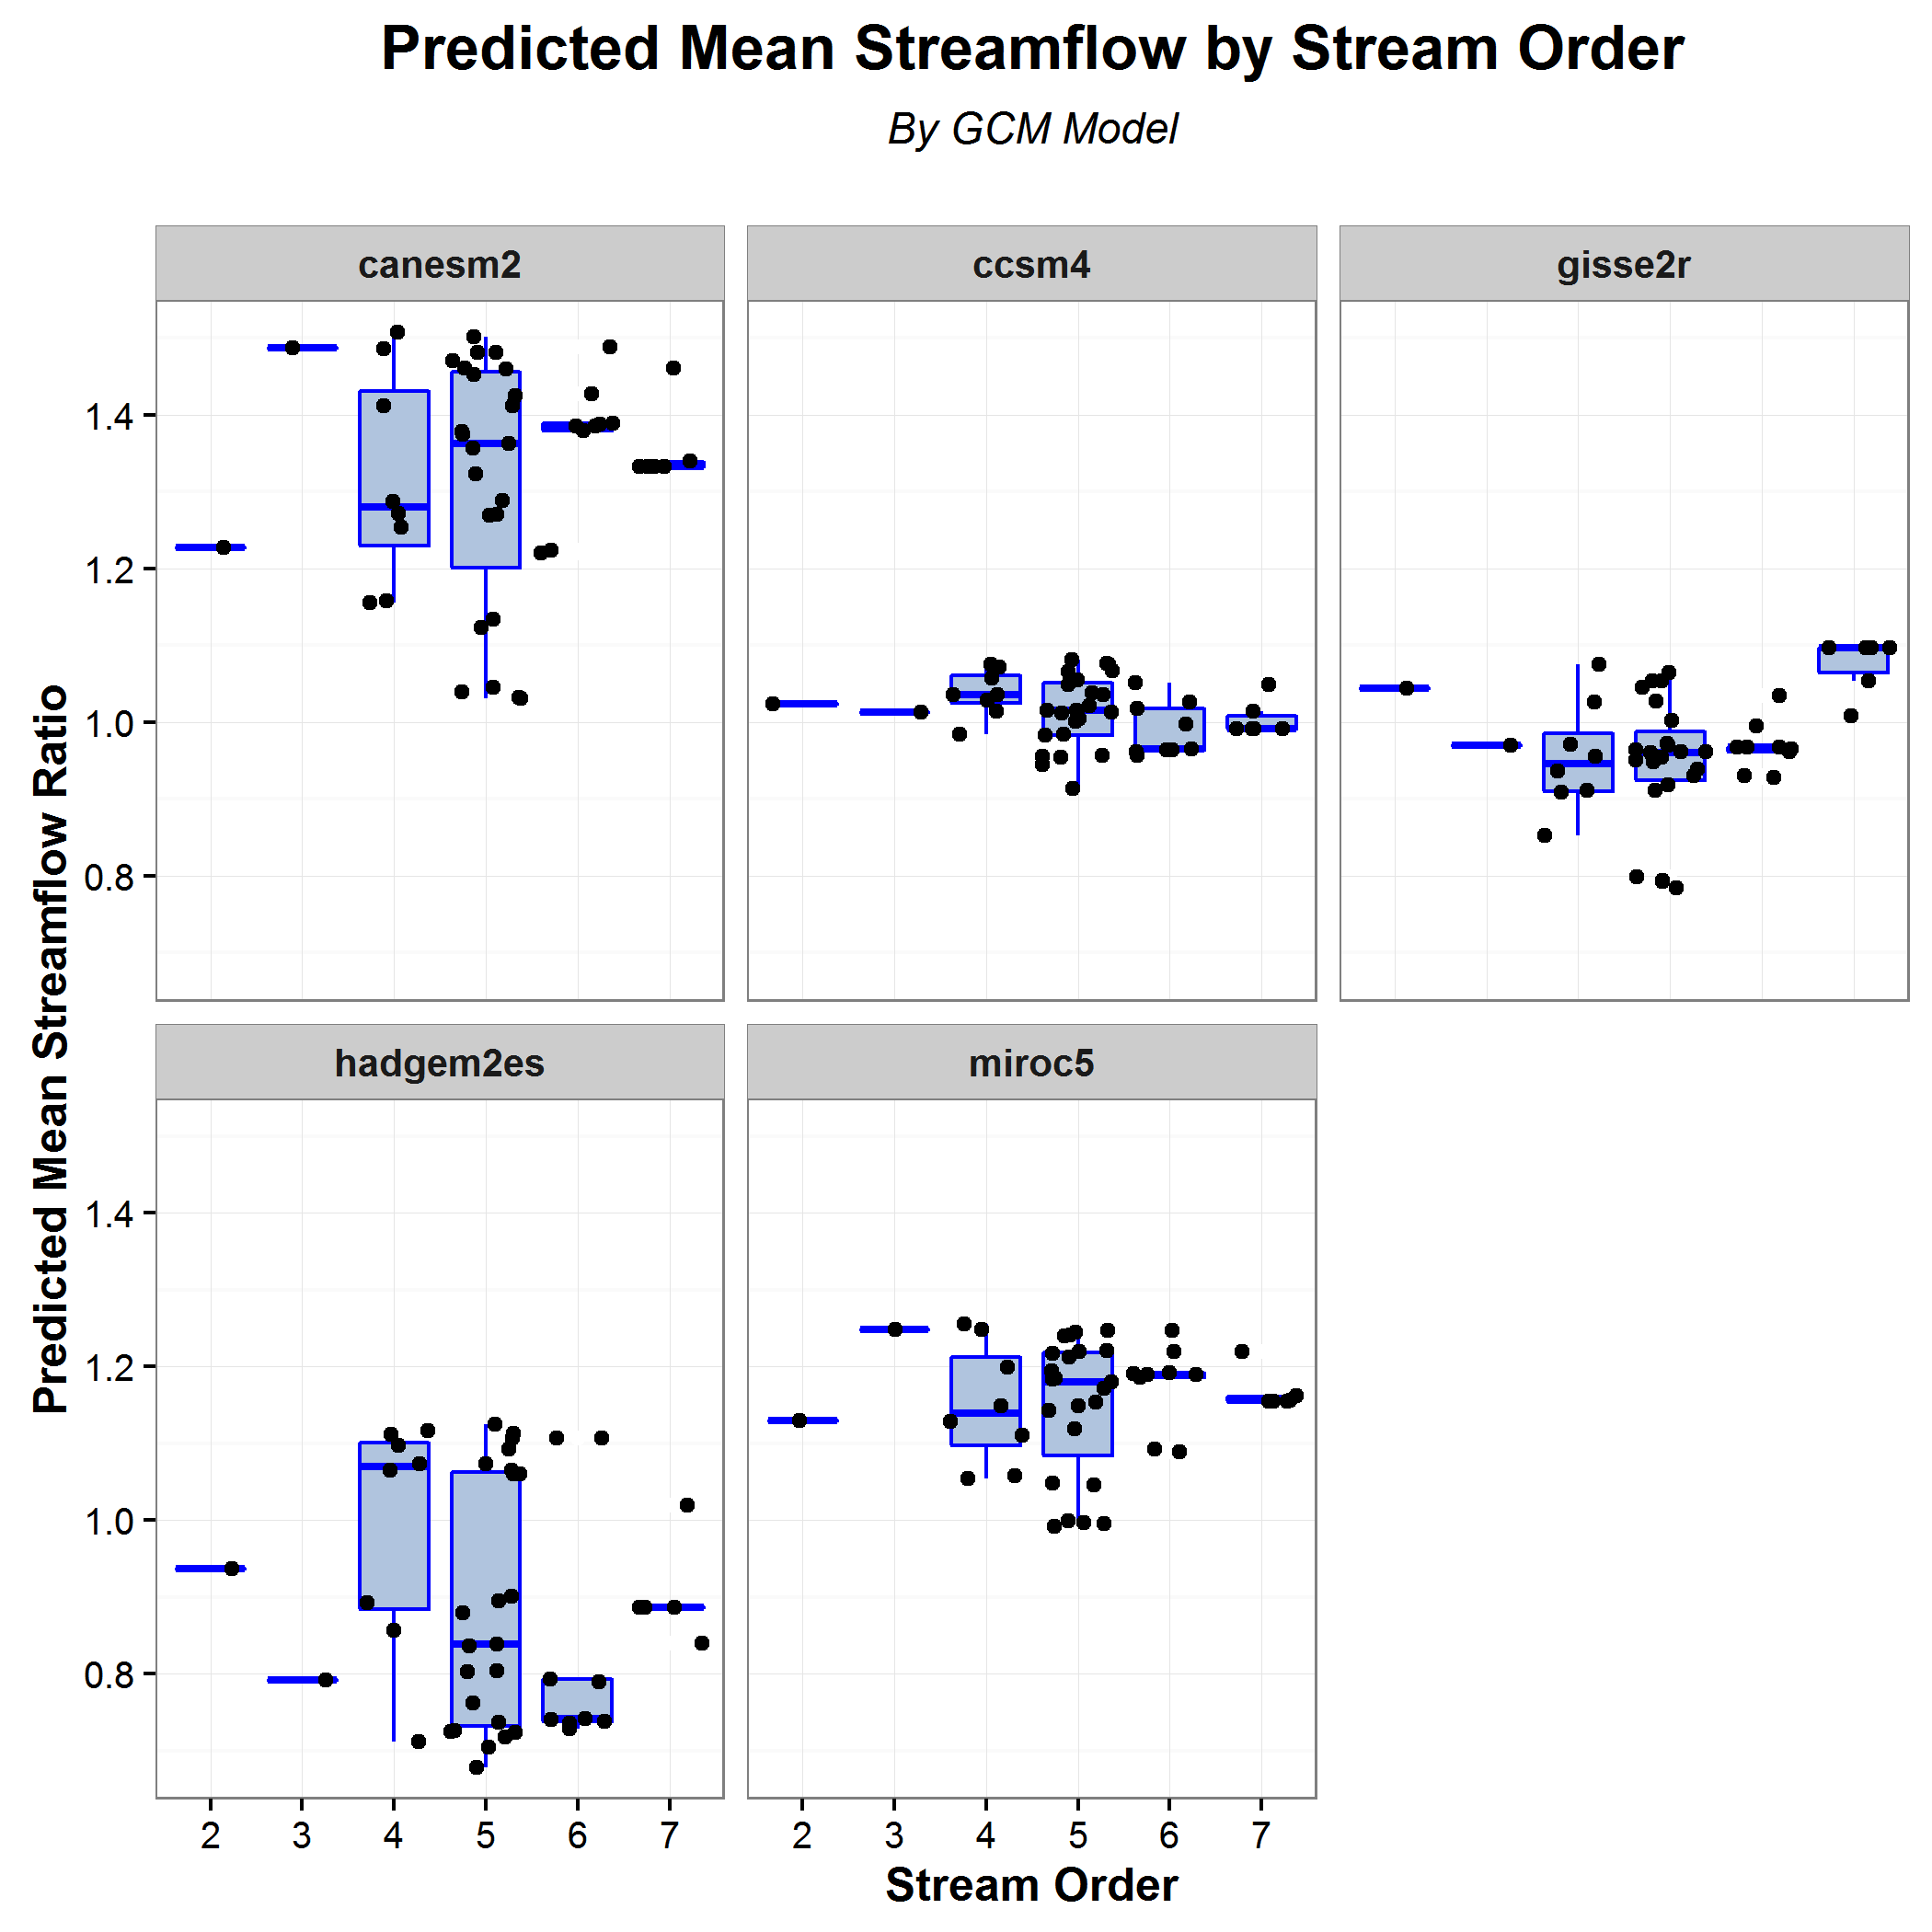 Predicted Mean Streamflow by Stream Order
By GCM Model
canesm2
ccsm4
gisse2r
1.4
1.2
1.0
0.8
hadgem2es
miroc5
1.4
1.2
1.0
0.8
2 3 4 5 6 7
2 3 4 5 6 7
Stream Order
Predicted Mean Streamflow Ratio